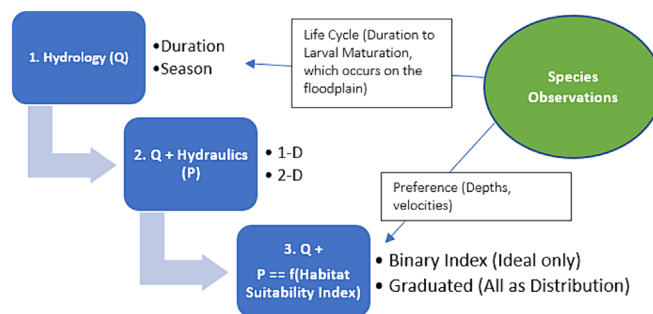 1. Hydrology (Q)
•Duration
•Season
Life Cycle (Duration to
Larval Maturation,
which occurs on the
floodplain)
Species
Observations
2. Q + Hydraulics
(P)
• 1-D
• 2-D
Preference (Depths,
velocities)
3. Q +
P == f(Habitat
Suitability Index)
• Binary Index (Ideal only)
• Graduated (All as Distribution)